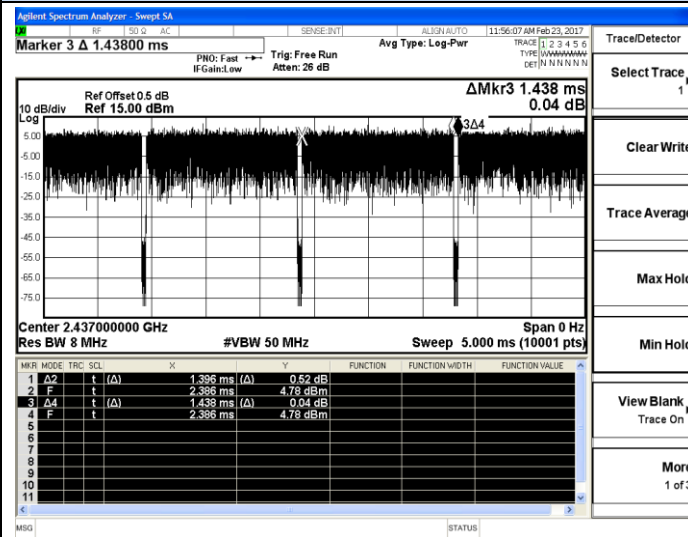 Agilent Spectrum Analyzer - Swept SA
RF 50 Ω AC SENSE:INT ALIGN AUTO 11:56:07 AM Feb 23, 2017
Marker 3 Δ 1.43800 ms
PNO: Fast
IFGain:Low
Trig: Free Run
Atten: 26 dB
Avg Type: Log-Pwr
TRACE 1 2 3 4 5 6
TYPE
DET N N N N N N
Trace/Detector
Select Trace
1
Clear Write
Trace Average
Max Hold
Min Hold
View Blank
Trace On
More
1 of 3
ΔMkr3 1.438 ms
0.04 dB
Ref Offset 0.5 dB
10 dB/div Ref 15.00 dBm
Log
3Δ4
5.00
-5.00
-15.0
-25.0
-35.0
-45.0
-55.0
-65.0
-75.0
Center 2.437000000 GHz Span 0 Hz
Res BW 8 MHz #VBW 50 MHz Sweep 5.000 ms (10001 pts)
MKR MODE TRC SCL X Y FUNCTION FUNCTION WIDTH FUNCTION VALUE
1 Δ2 t (Δ) 1.396 ms (Δ) 0.52 dB
2 F t 2.386 ms 4.78 dBm
3 Δ4 t (Δ) 1.438 ms (Δ) 0.04 dB
4 F t 2.386 ms 4.78 dBm
5
6
7
8
9
10
11
MSG STATUS